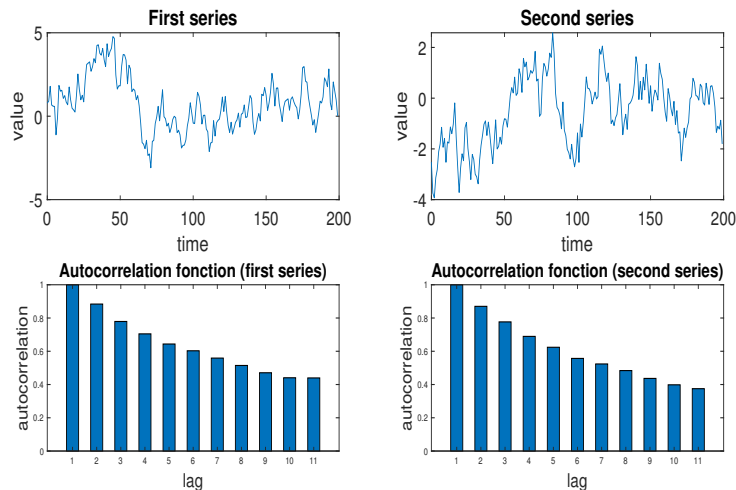 First series
5
0
-5
value
0 50 100 150 200
time
Second series
2
0
-2
-4
value
0 50 100 150 200
time
Autocorrelation fonction (first series)
1
0.8
0.6
0.4
0.2
0
autocorrelation
1 2 3 4 5 6 7 8 9 10 11
lag
Autocorrelation fonction (second series)
1
0.8
0.6
0.4
0.2
0
autocorrelation
1 2 3 4 5 6 7 8 9 10 11
lag